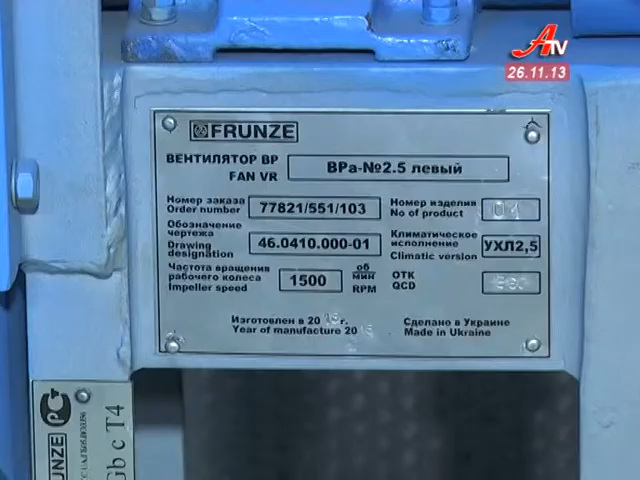 ATV
26.11.13
FRUNZE
ВЕНТИЛЯТОР ВР
FAN VR
ВРа-№2.5 левый
Номер заказа
Order number
77821/551/103
Номер изделия
No of product
Обозначение
чертежа
Drawing
designation
46.0410.000-01
Климатическое
исполнение
Climatic version
УХЛ2,5
Частота вращения
рабочего колеса
Impeller speed
1500
об
мин
RPM
ОТК
QCD
Изготовлен в 20 г.
Year of manufacture 20
Сделано в Украине
Made in Ukraine
РСТ
Gb c T4